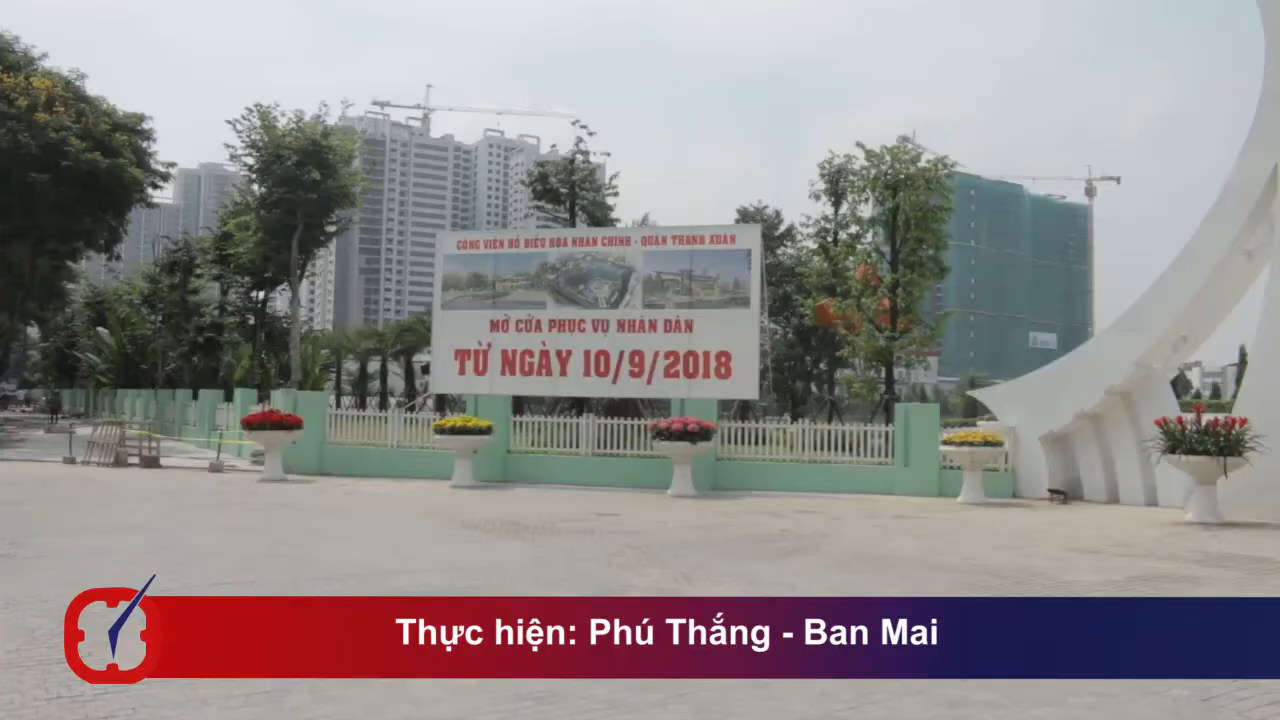 CÔNG VIÊN HỒ ĐIỀU HÒA NHÂN CHÍNH - QUẬN THANH XUÂN
MỞ CỬA PHỤC VỤ NHÂN DÂN
TỪ NGÀY 10/9/2018
Thực hiện: Phú Thắng - Ban Mai